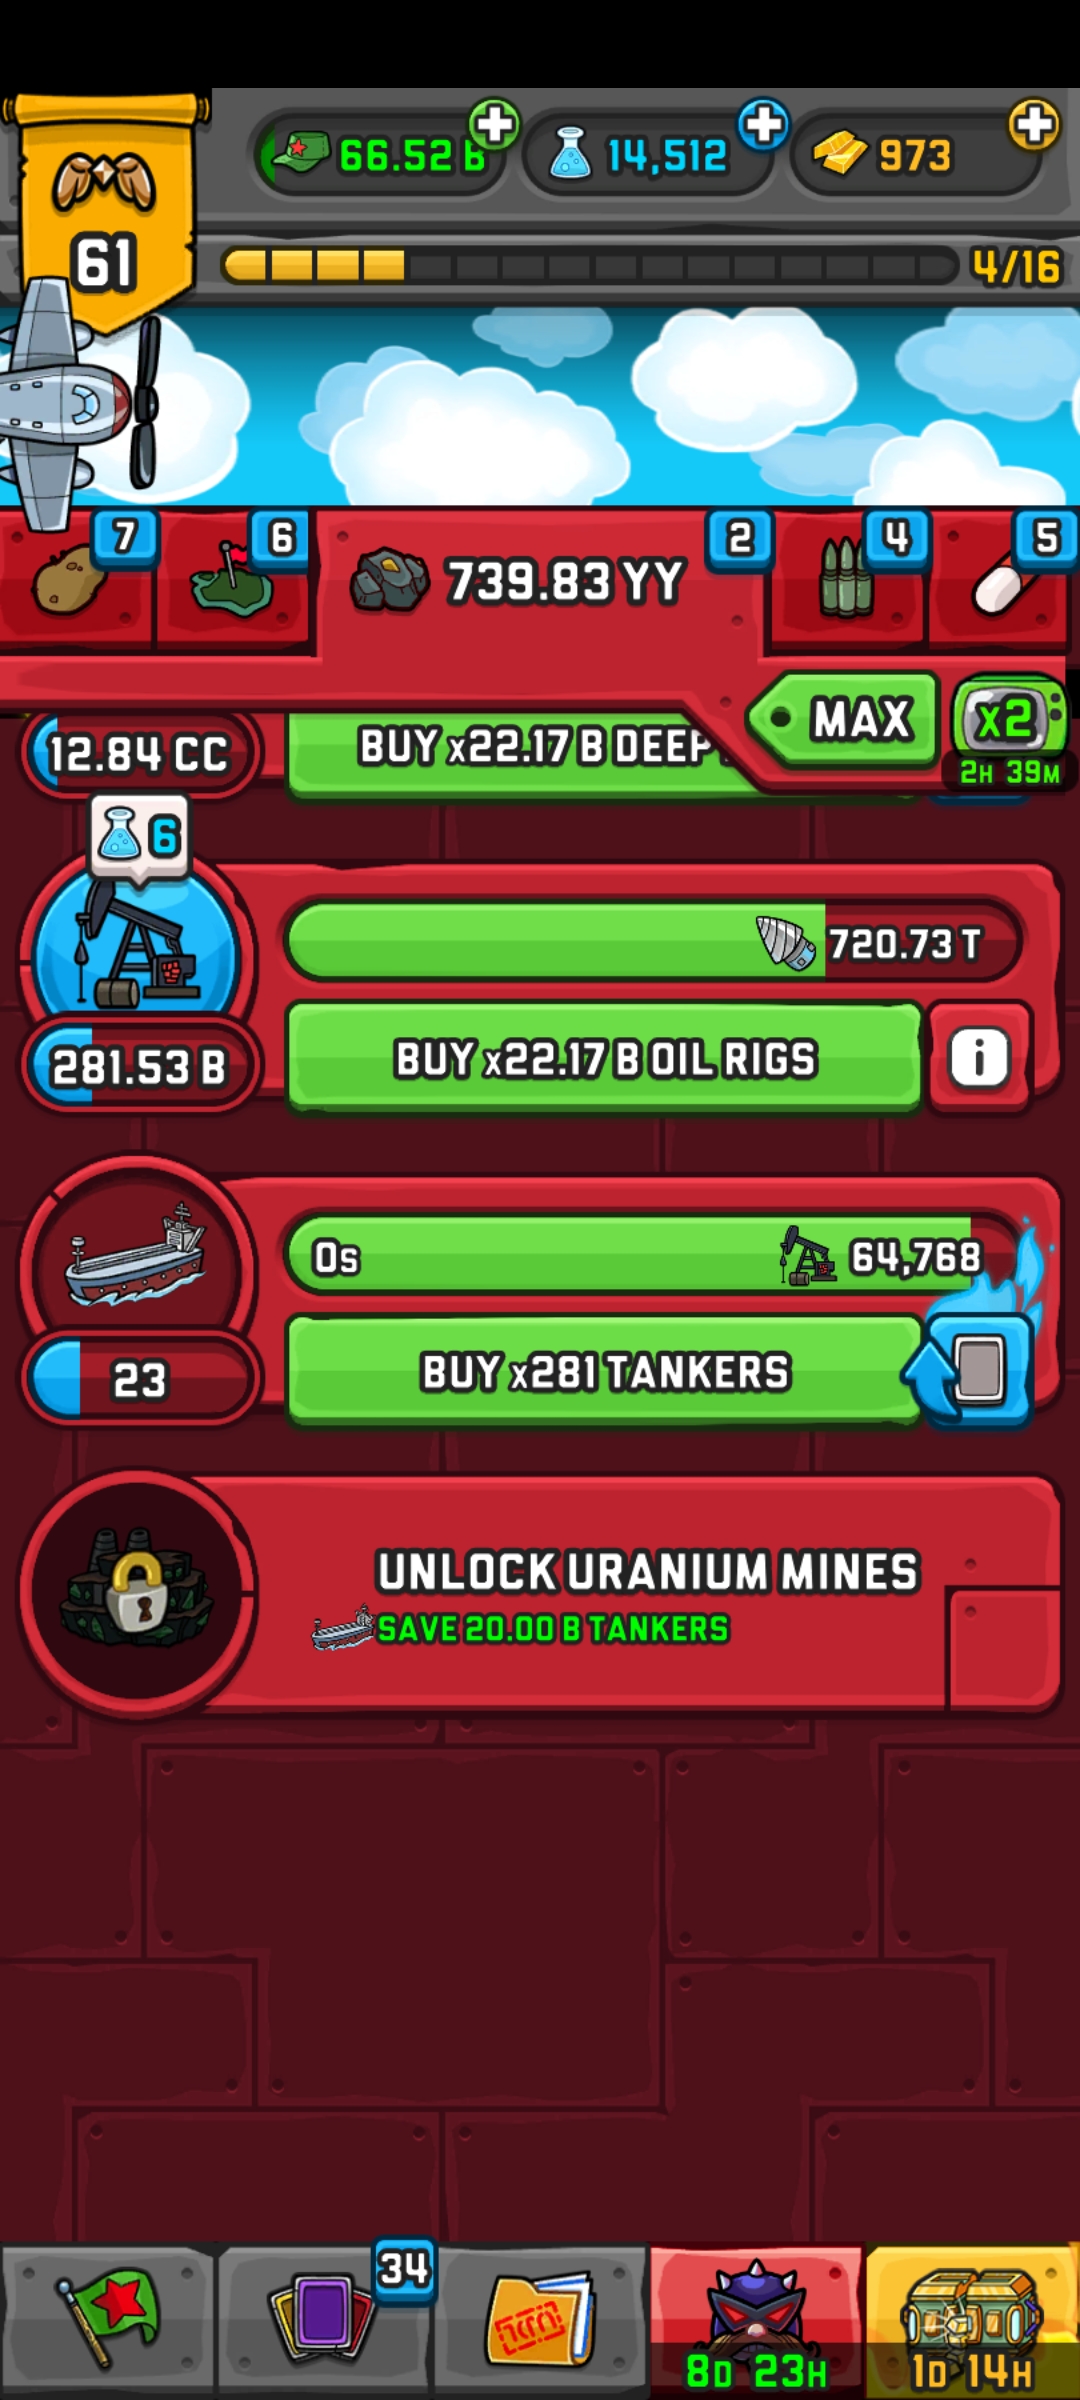 66.52 B
14,512
973
61
4/16
7
6
739.83 YY
2
4
5
MAX
x2
2H 39M
12.84 CC
BUY x22.17 B DEEP
6
720.73 T
281.53 B
BUY x22.17 B OIL RIGS
i
0s
64,768
23
BUY x281 TANKERS
UNLOCK URANIUM MINES
SAVE 20.00 B TANKERS
34
8D 23H
1D 14H